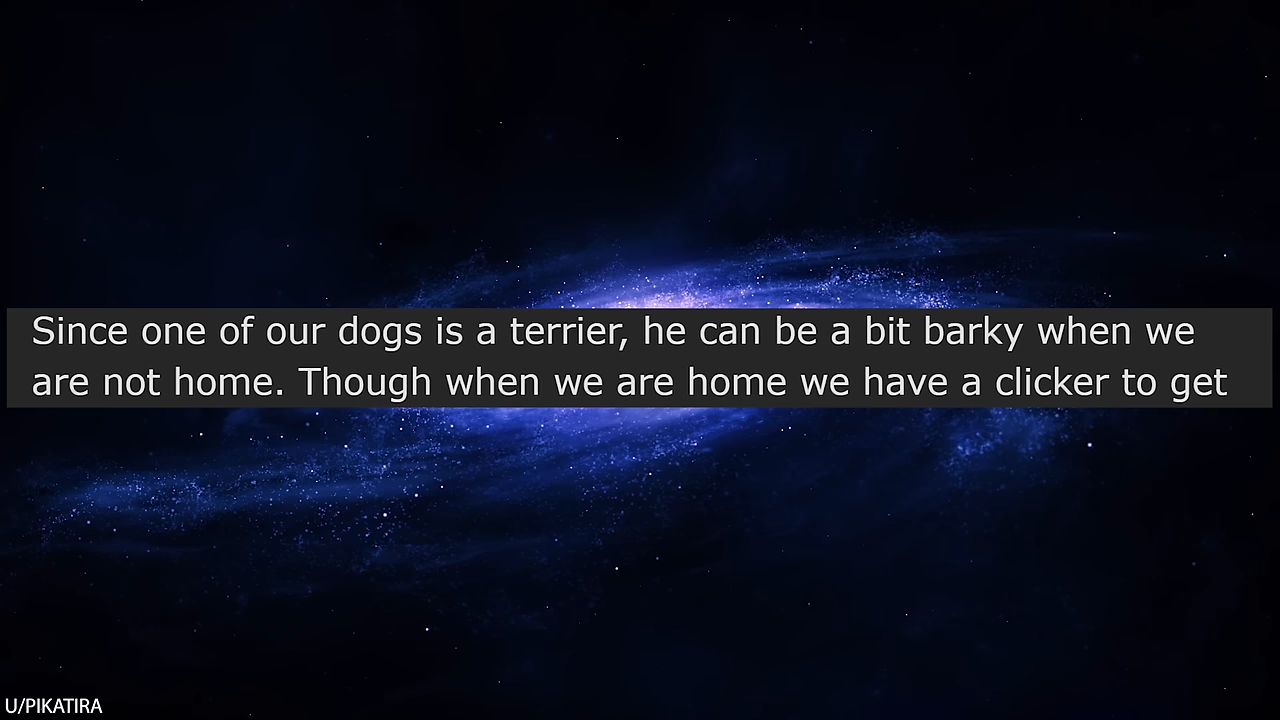 Since one of our dogs is a terrier, he can be a bit barky when we
are not home. Though when we are home we have a clicker to get
U/PIKATIRA